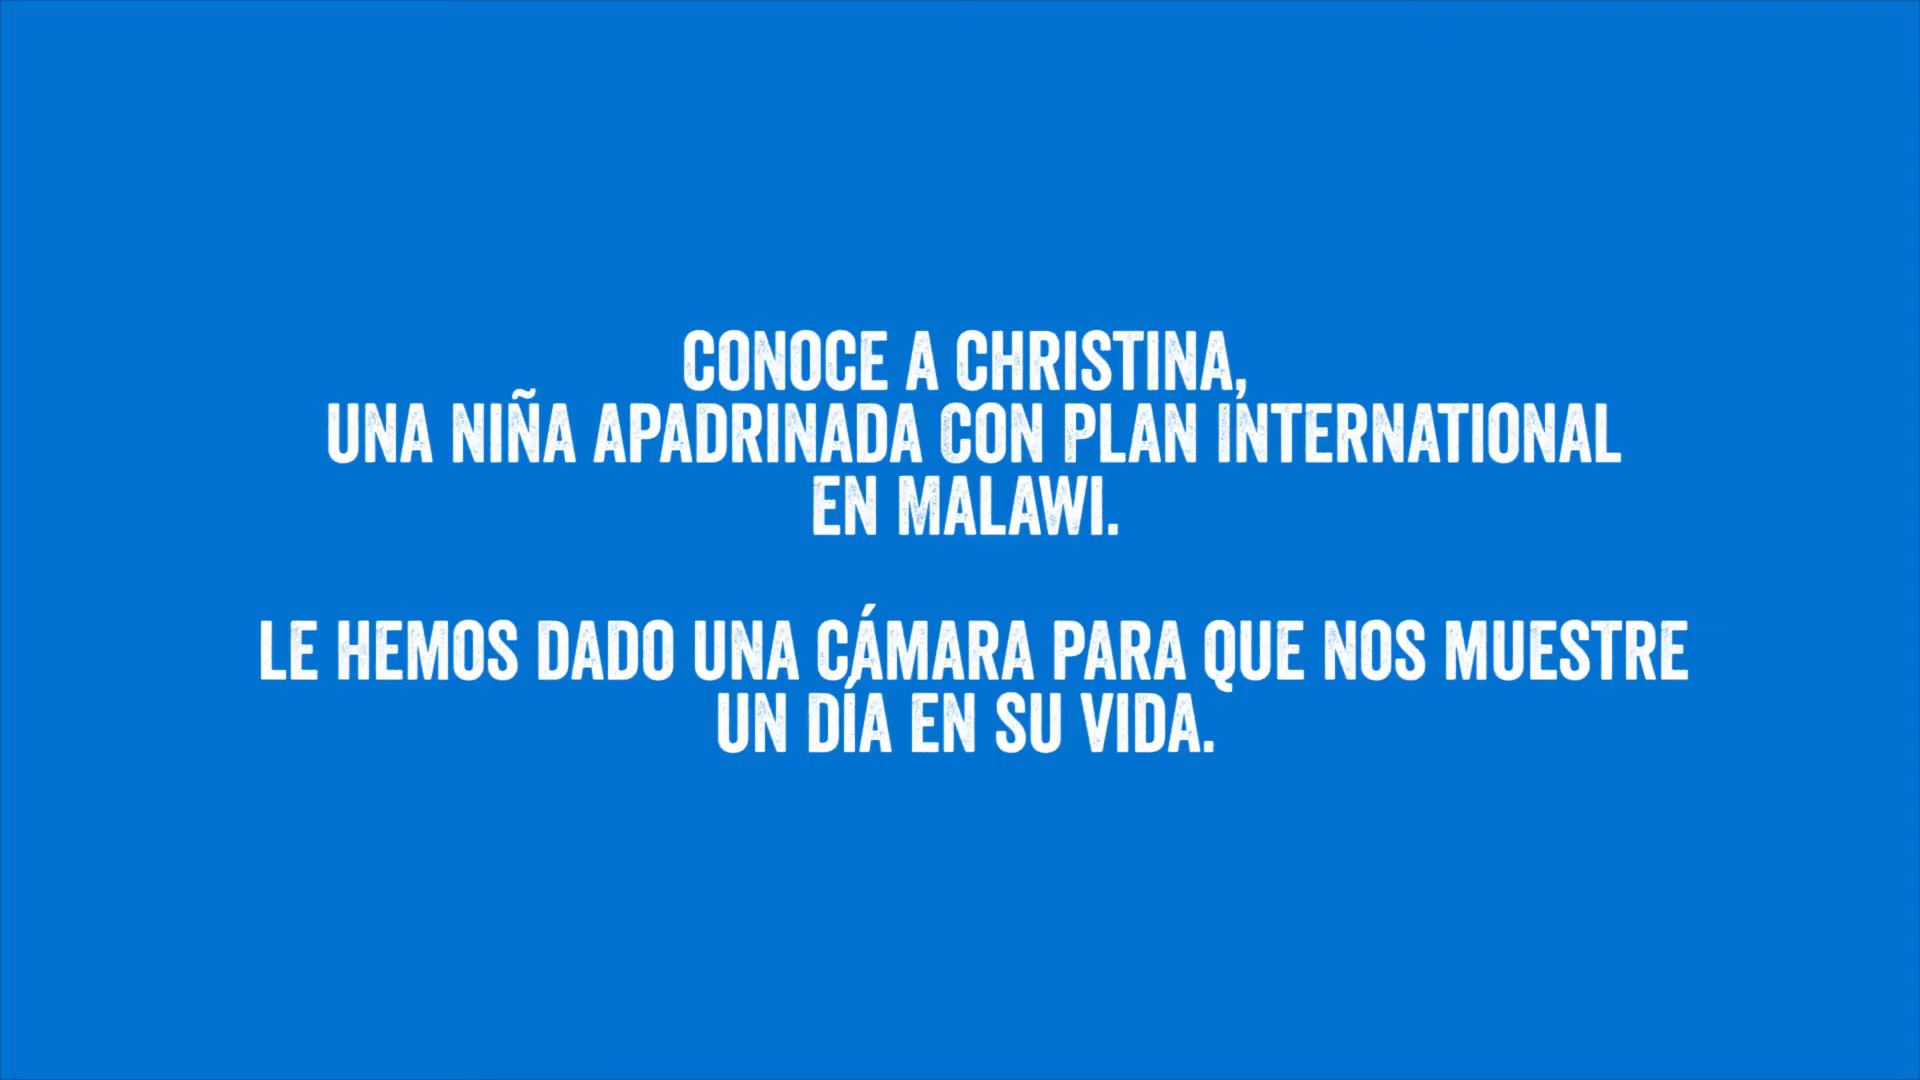 CONOCE A CHRISTINA,
UNA NIÑA APADRINADA CON PLAN INTERNATIONAL
EN MALAWI.
LE HEMOS DADO UNA CÁMARA PARA QUE NOS MUESTRE
UN DÍA EN SU VIDA.